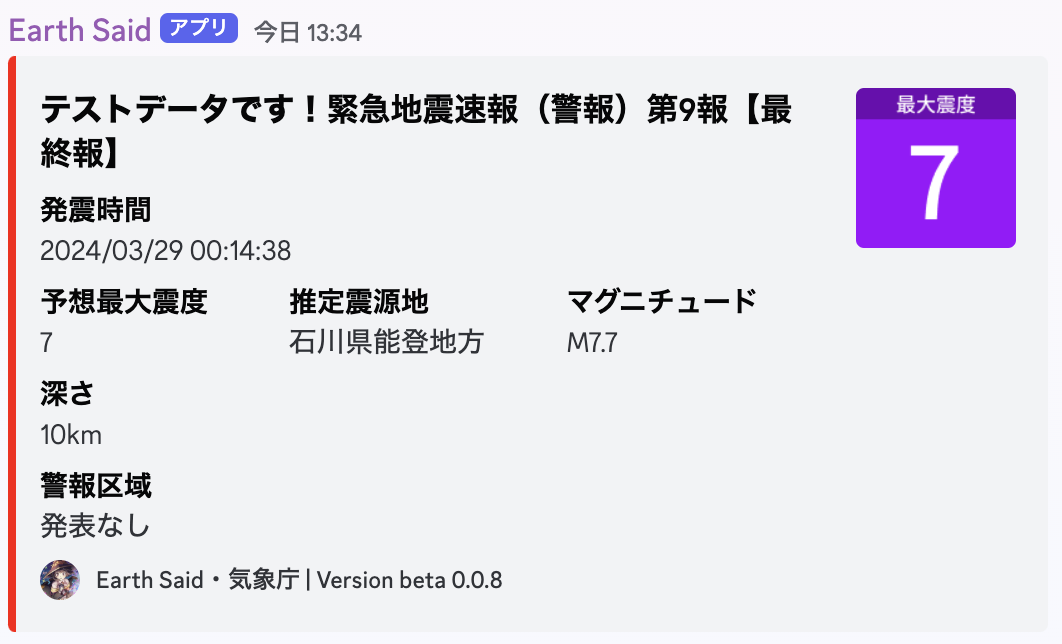 Earth Said アプリ 今日 13:34
テストデータです！緊急地震速報（警報）第9報【最
終報】
最大震度
7
発震時間
2024/03/29 00:14:38
予想最大震度 推定震源地 マグニチュード
7 石川県能登地方 M7.7
深さ
10km
警報区域
発表なし
Earth Said・気象庁 | Version beta 0.0.8